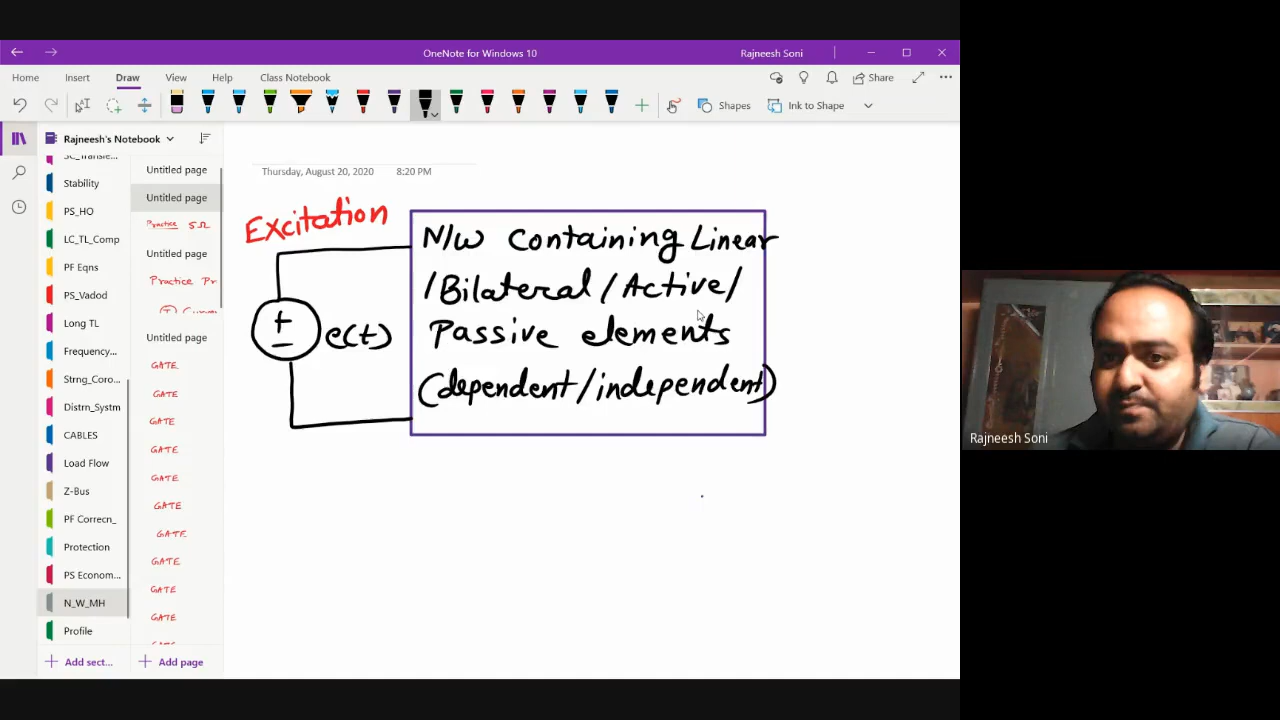 OneNote for Windows 10
Rajneesh Soni
Home Insert Draw View Help Class Notebook
Share
Shapes
Ink to Shape
Rajneesh's Notebook
Stability
PS_HO
LC_TL_Comp
PF Eqns
PS_Vadod
Long TL
Frequency...
Strng_Coro...
Distrn_Systm
CABLES
Load Flow
Z-Bus
PF Correcn_
Protection
PS Econom...
N_W_MH
Profile
Add sect...
Untitled page
Untitled page
Practice 5Ω
Untitled page
Practice Pr
Untitled page
GATE
GATE
GATE
GATE
GATE
GATE
GATE
GATE
GATE
GATE
Add page
Thursday, August 20, 2020 8:20 PM
Excitation
+
−
e(t)
N/W Containing Linear
/Bilateral/Active/
Passive elements
(dependent/independent)
Rajneesh Soni